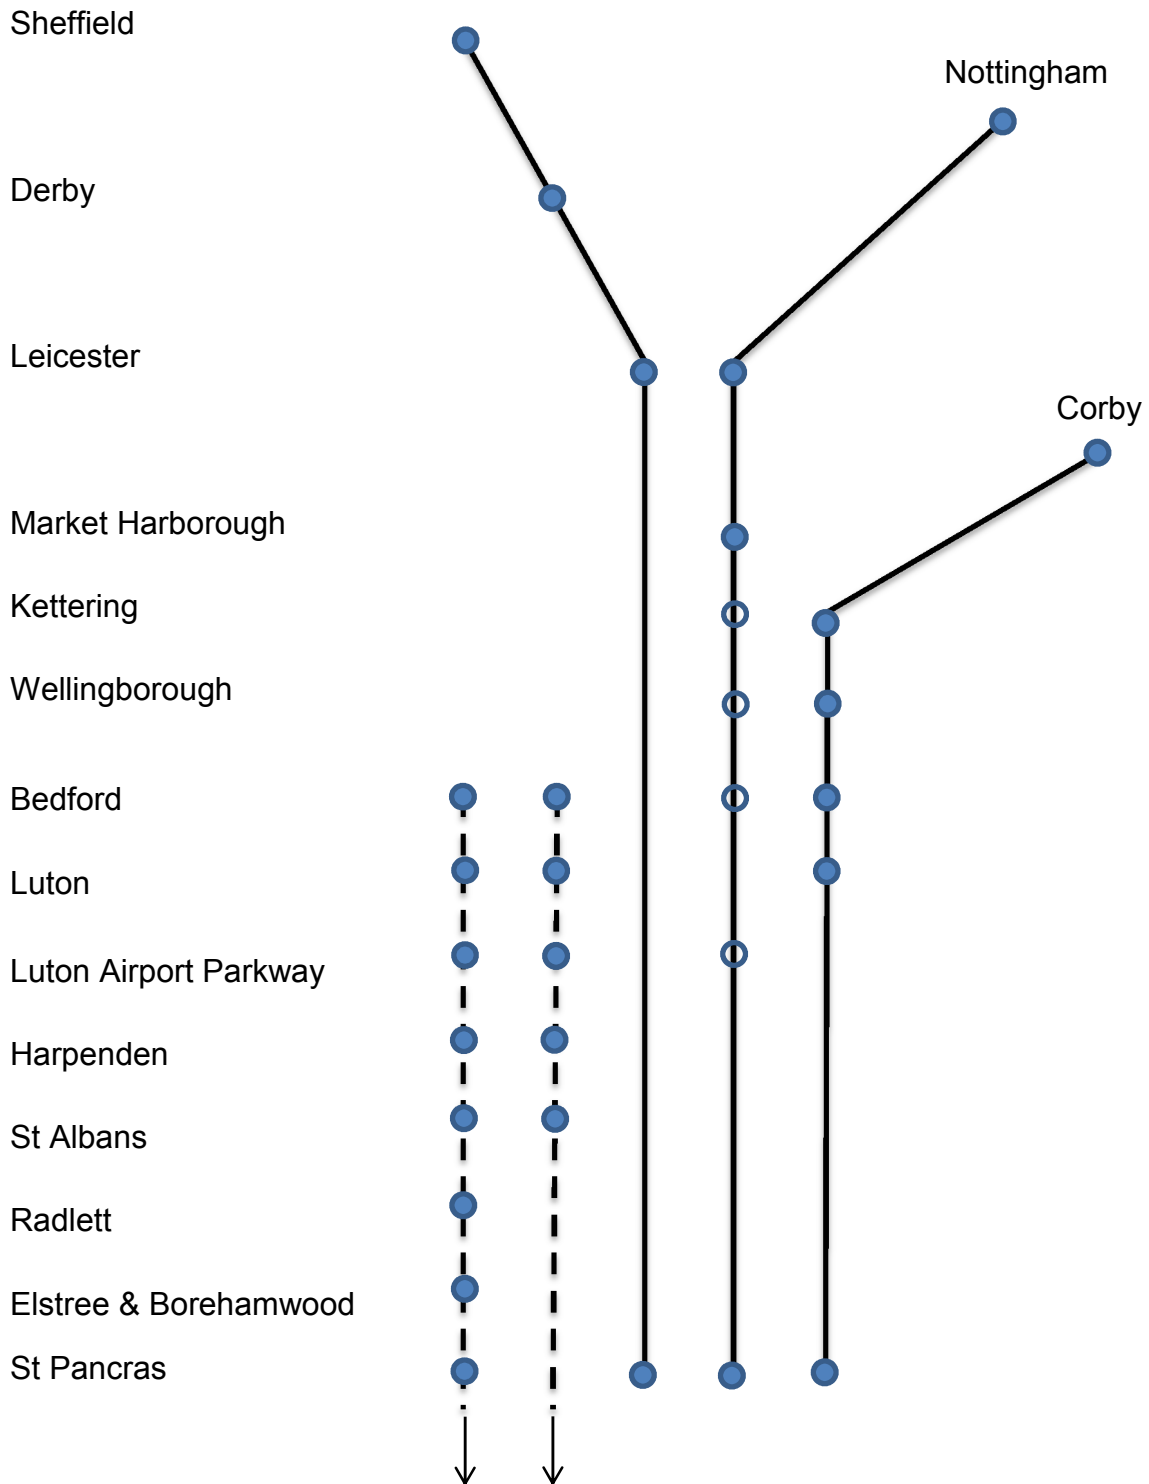 Sheffield
Nottingham
Derby
Leicester
Corby
Market Harborough
Kettering
Wellingborough
Bedford
Luton
Luton Airport Parkway
Harpenden
St Albans
Radlett
Elstree & Borehamwood
St Pancras